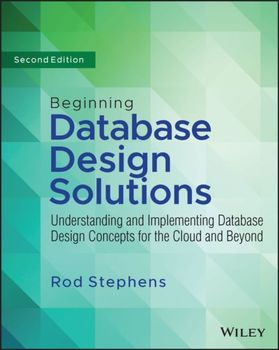 Second Edition
Beginning
Database
Design
Solutions
Understanding and Implementing Database
Design Concepts for the Cloud and Beyond
Rod Stephens
WILEY